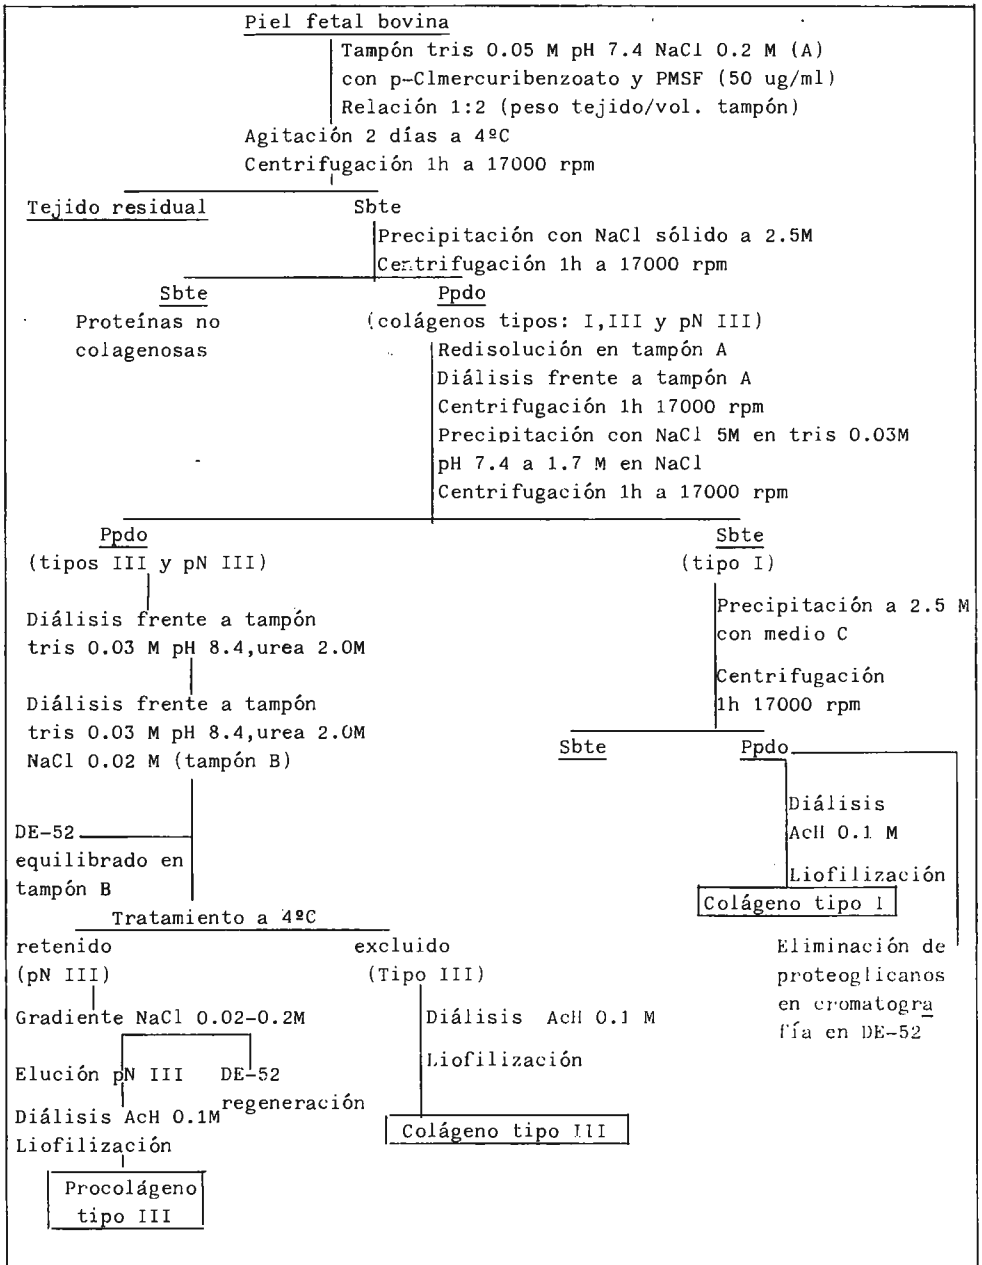 Piel fetal bovina
Tampón tris 0.05 M pH 7.4 NaCl 0.2 M (A)
con p-Clmercuribenzoato y PMSF (50 ug/ml)
Relación 1:2 (peso tejido/vol. tampón)
Agitación 2 días a 4ºC
Centrifugación 1h a 17000 rpm
Tejido residual
Sbte
Precipitación con NaCl sólido a 2.5M
Centrifugación 1h a 17000 rpm
Sbte
Proteínas no
colagenosas
Ppdo
(colágenos tipos: I,III y pN III)
Redisolución en tampón A
Diálisis frente a tampón A
Centrifugación 1h 17000 rpm
Precipitación con NaCl 5M en tris 0.03M
pH 7.4 a 1.7 M en NaCl
Centrifugación 1h a 17000 rpm
Ppdo
(tipos III y pN III)
Diálisis frente a tampón
tris 0.03 M pH 8.4,urea 2.0M
Diálisis frente a tampón
tris 0.03 M pH 8.4,urea 2.0M
NaCl 0.02 M (tampón B)
DE-52
equilibrado en
tampón B
Tratamiento a 4ºC
retenido
(pN III)
Gradiente NaCl 0.02-0.2M
Elución pN III
DE-52
regeneración
Diálisis AcH 0.1M
Liofilización
Procolágeno
tipo III
excluido
(Tipo III)
Diálisis AcH 0.1 M
Liofilización
Colágeno tipo III
Sbte
(tipo I)
Precipitación a 2.5 M
con medio C
Centrifugación
1h 17000 rpm
Sbte
Ppdo
Diálisis
AcH 0.1 M
Liofilización
Colágeno tipo I
Eliminación de
proteoglicanos
en cromatogra
fía en DE-52